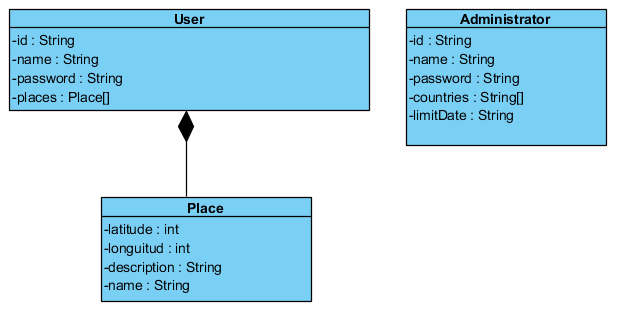 User
-id : String
-name : String
-password : String
-places : Place[]
Administrator
-id : String
-name : String
-password : String
-countries : String[]
-limitDate : String
Place
-latitude : int
-longuitud : int
-description : String
-name : String